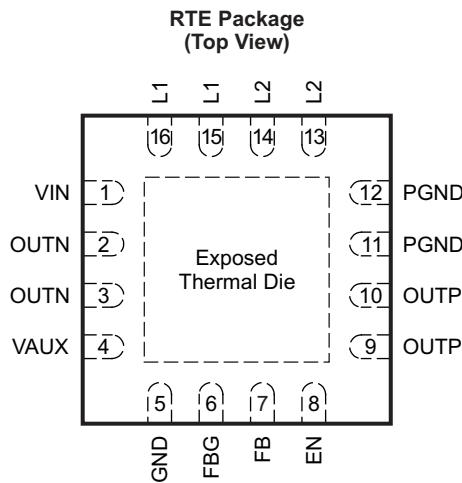 RTE Package
(Top View)
L1 L1 L2 L2
16 15 14 13
VIN 1 12 PGND
OUTN 2 11 PGND
Exposed
Thermal Die
OUTN 3 10 OUTP
VAUX 4 9 OUTP
5 6 7 8
GND FBG FB EN